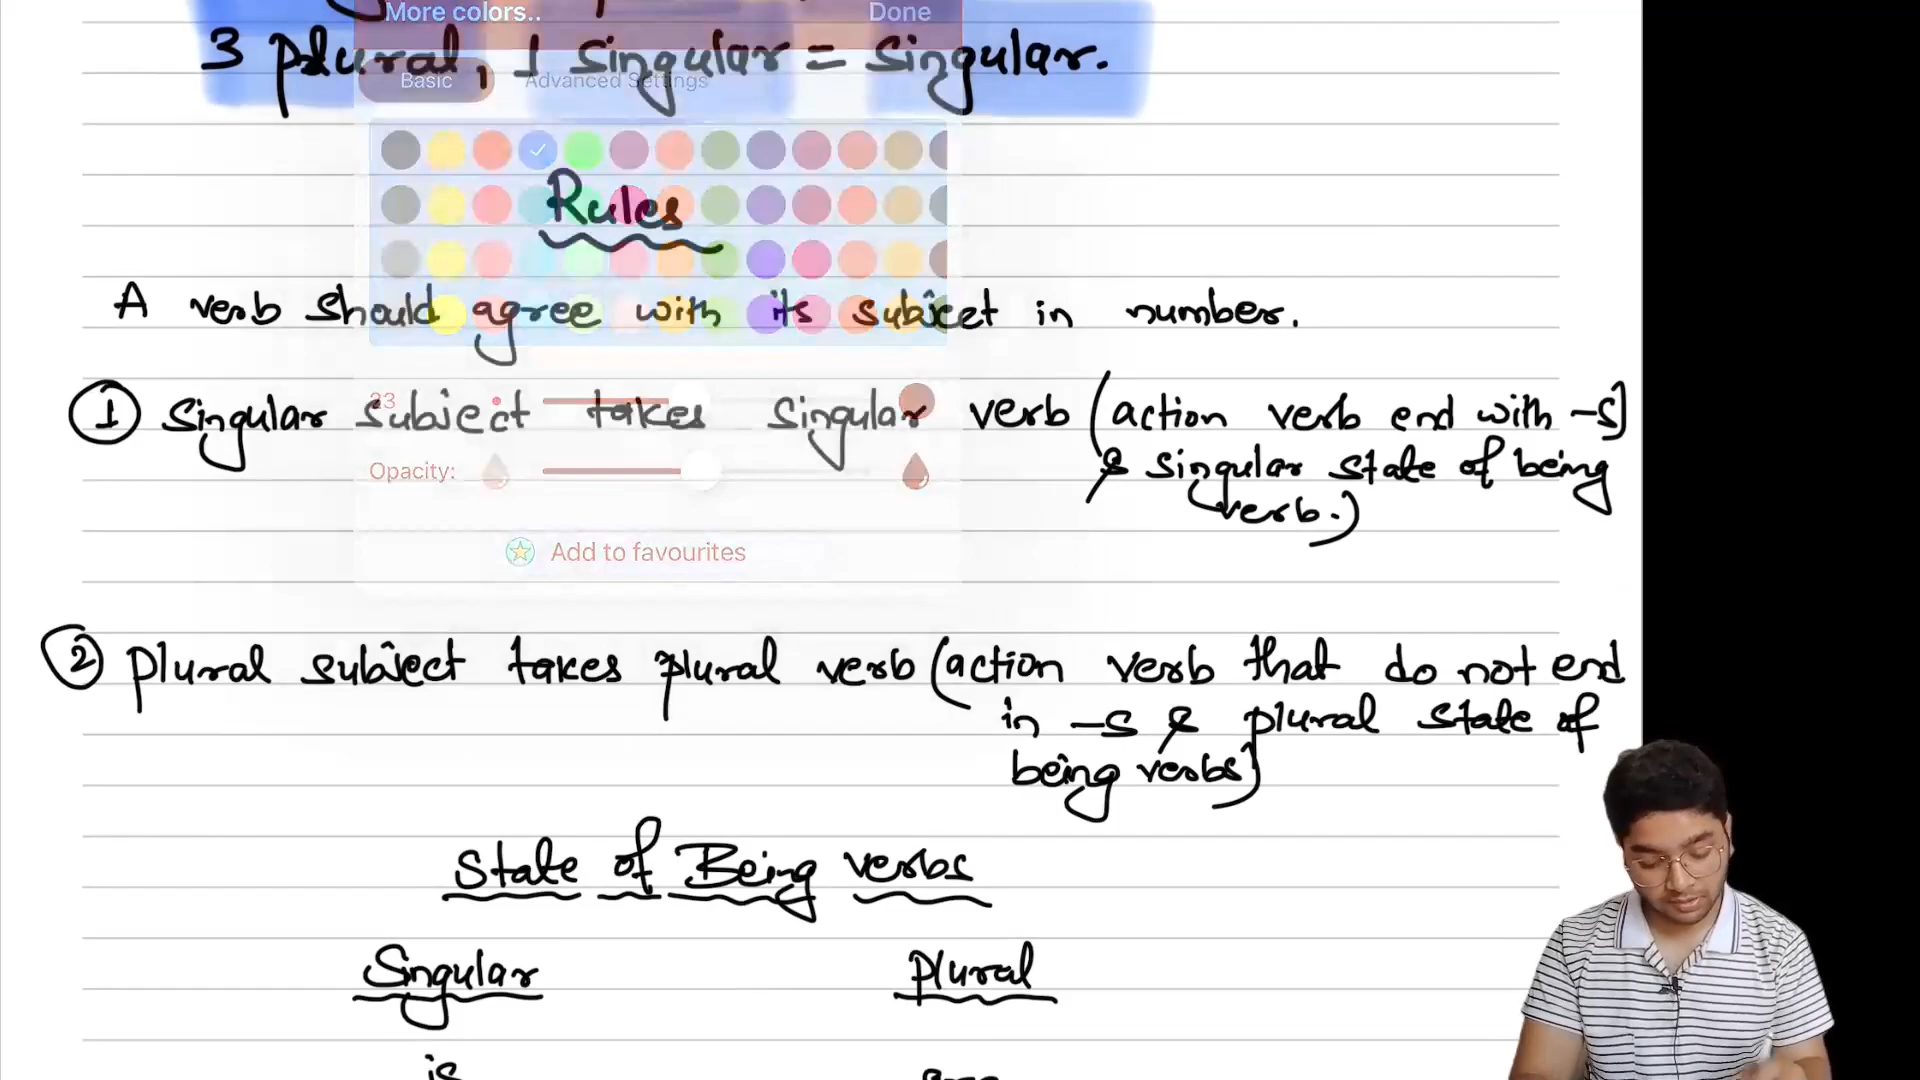 More colors..
Done
3 plural, 1 singular = singular.
Basic
Advanced Settings
Rules
A verb should agree with its subject in number.
① Singular subject takes singular verb (action verb end with -s)
& singular state of being
verb.)
23
Opacity:
Add to favourites
② plural subject takes plural verb (action verb that do not end
in -s & plural state of
being verbs)
State of Being verbs
Singular
plural
is
are